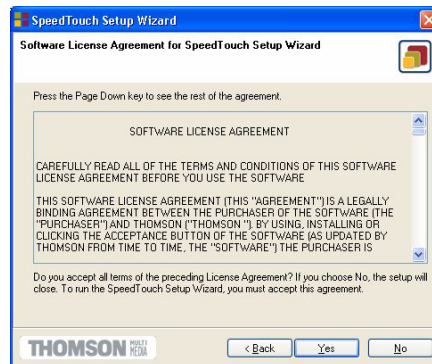 SpeedTouch Setup Wizard
Software License Agreement for SpeedTouch Setup Wizard
Press the Page Down key to see the rest of the agreement.
SOFTWARE LICENSE AGREEMENT
CAREFULLY READ ALL OF THE TERMS AND CONDITIONS OF THIS SOFTWARE
LICENSE AGREEMENT BEFORE YOU USE THE SOFTWARE
THIS SOFTWARE LICENSE AGREEMENT (THIS "AGREEMENT") IS A LEGALLY
BINDING AGREEMENT BETWEEN THE PURCHASER OF THE SOFTWARE (THE
"PURCHASER") AND THOMSON ("THOMSON "). BY USING, INSTALLING OR
CLICKING THE ACCEPTANCE BUTTON OF THE SOFTWARE (AS UPDATED BY
THOMSON FROM TIME TO TIME, THE "SOFTWARE") THE PURCHASER IS
Do you accept all terms of the preceding License Agreement? If you choose No, the setup will
close. To run the SpeedTouch Setup Wizard, you must accept this agreement.
THOMSON MULTI MEDIA
< Back Yes No